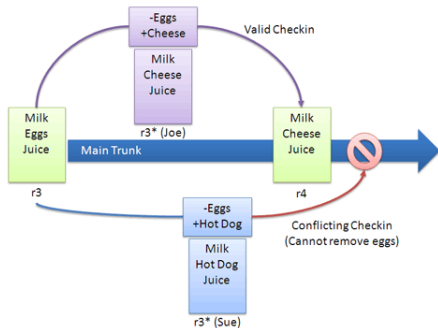 -Eggs
+Cheese
Valid Checkin
Milk
Cheese
Juice
r3* (Joe)
Milk
Eggs
Juice
r3
Main Trunk
Milk
Cheese
Juice
r4
-Eggs
+Hot Dog
Conflicting Checkin
(Cannot remove eggs)
Milk
Hot Dog
Juice
r3* (Sue)